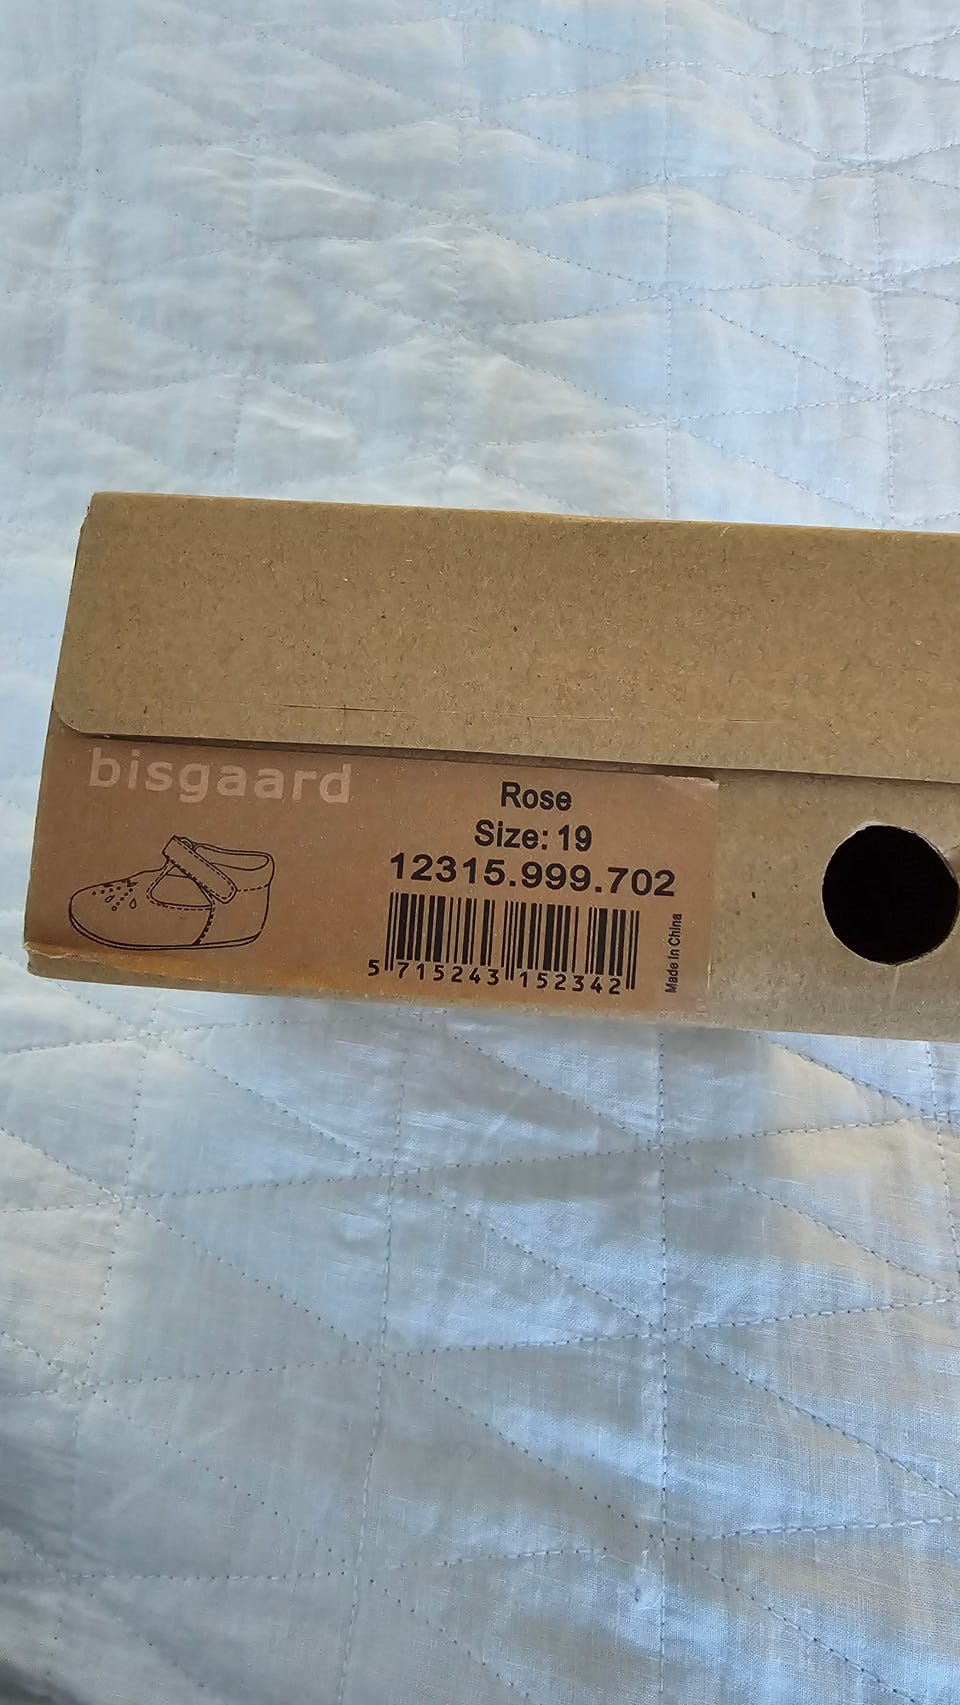 bisgaard
Rose
Size: 19
12315.999.702
5 715243 152342
Made In China